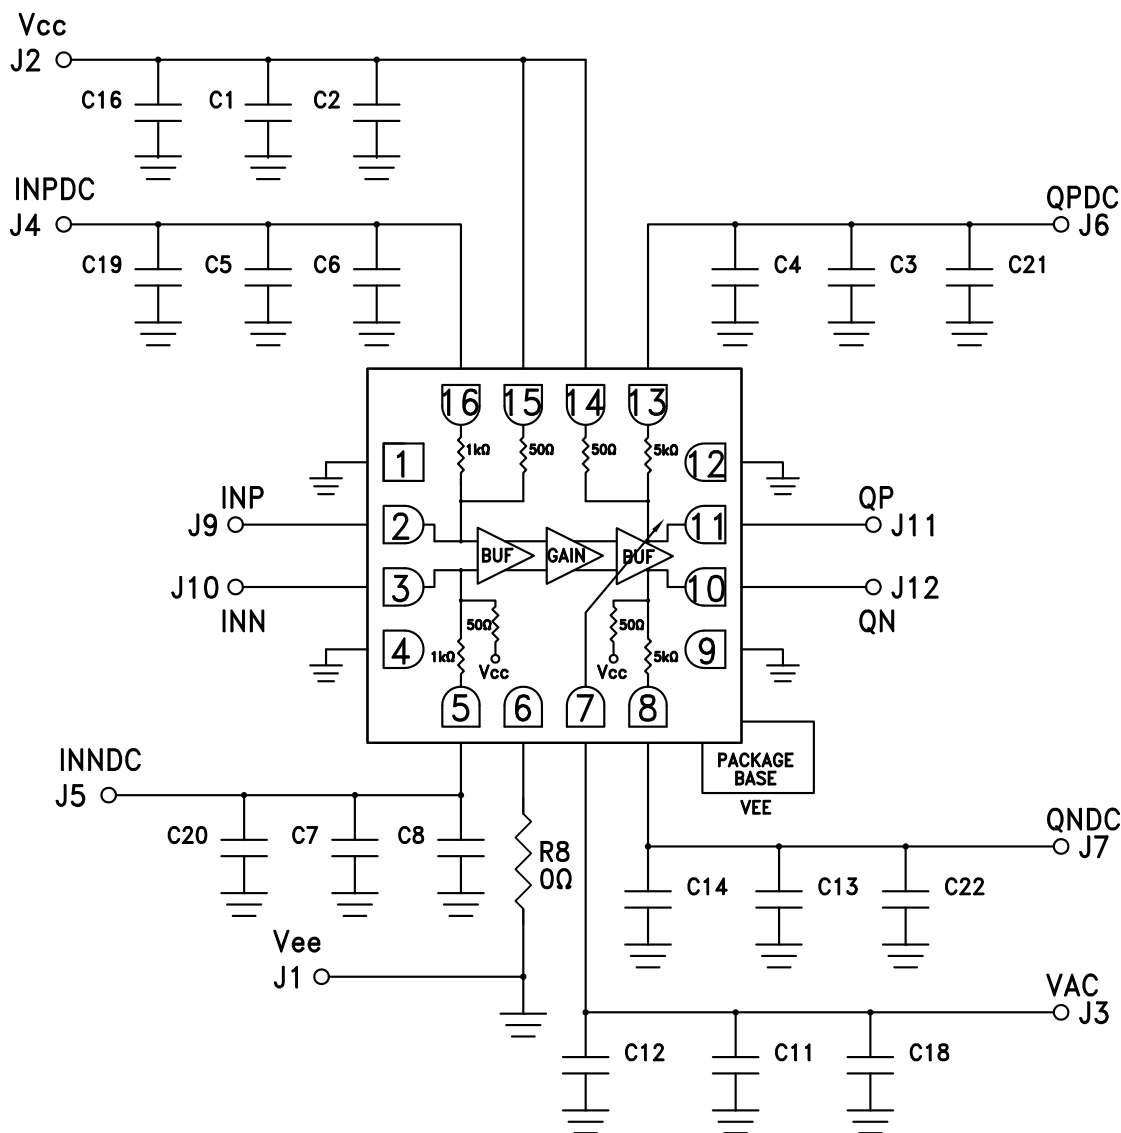 Vcc
J2
C16 C1 C2
INPDC
J4
C19 C5 C6
QPDC
J6
C4 C3 C21
16 15 14 13
1kΩ 50Ω 50Ω 5kΩ
1 12
INP
J9
2 11
QP
J11
BUF GAIN BUF
J10
INN
3 10
J12
QN
50Ω 50Ω
4 9
1kΩ Vcc Vcc 5kΩ
5 6 7 8
PACKAGE
BASE
VEE
INNDC
J5
C20 C7 C8
R8
0Ω
QNDC
J7
C14 C13 C22
Vee
J1
VAC
J3
C12 C11 C18